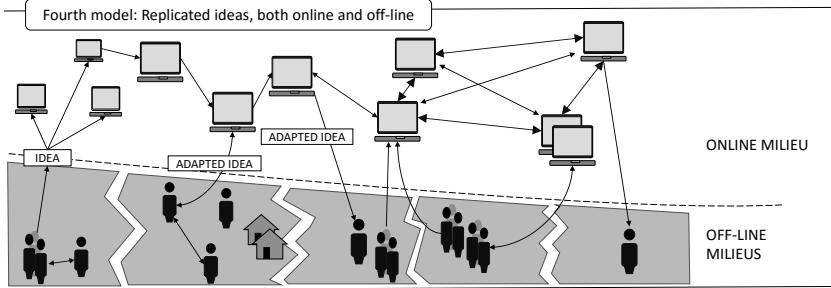 Fourth model: Replicated ideas, both online and off-line
ADAPTED IDEA
ONLINE MILIEU
IDEA
ADAPTED IDEA
OFF-LINE
MILIEUS